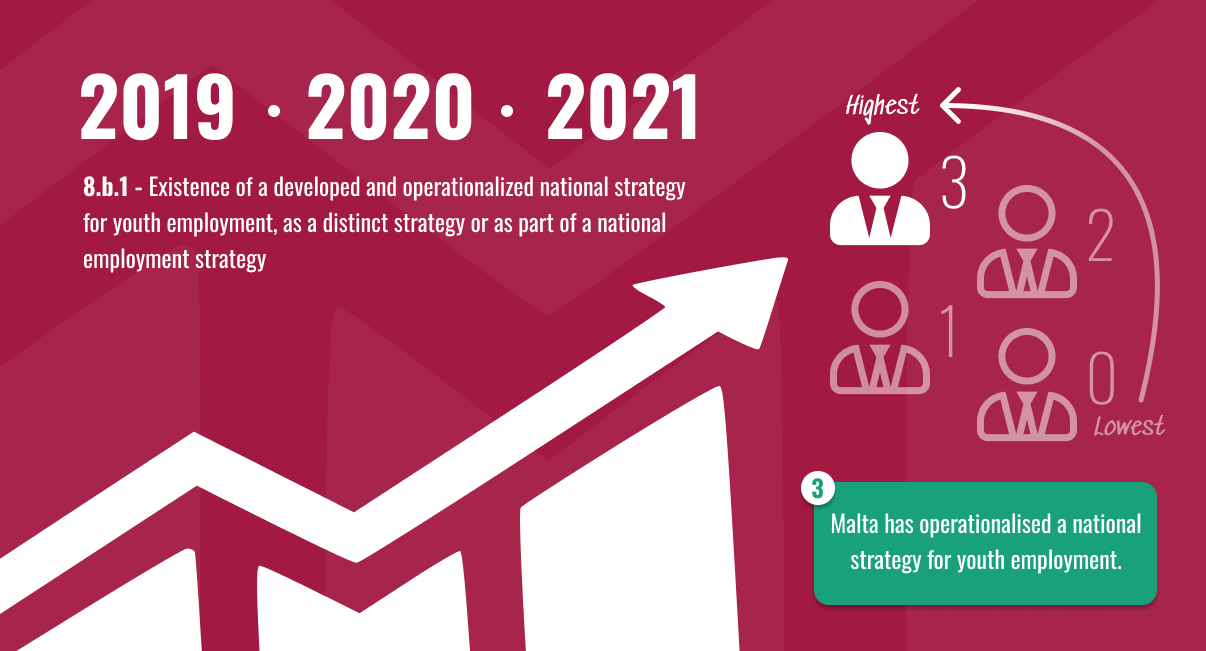 2019 · 2020 · 2021
8.b.1 - Existence of a developed and operationalized national strategy
for youth employment, as a distinct strategy or as part of a national
employment strategy
Highest
3
2
1
0
Lowest
3
Malta has operationalised a national
strategy for youth employment.